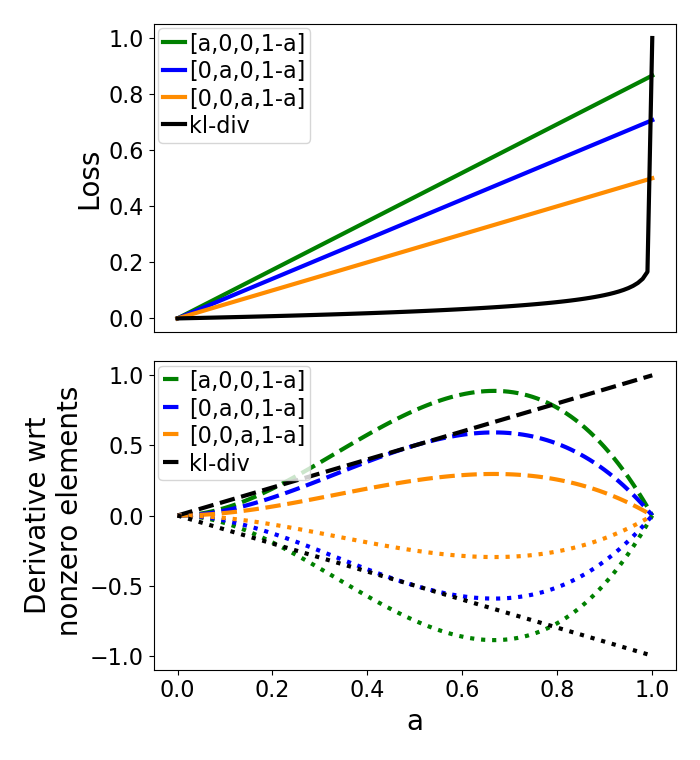 Loss
1.0
0.8
0.6
0.4
0.2
0.0
[a,0,0,1-a]
[0,a,0,1-a]
[0,0,a,1-a]
kl-div
Derivative wrt
nonzero elements
1.0
0.5
0.0
−0.5
−1.0
[a,0,0,1-a]
[0,a,0,1-a]
[0,0,a,1-a]
kl-div
0.0 0.2 0.4 0.6 0.8 1.0
a